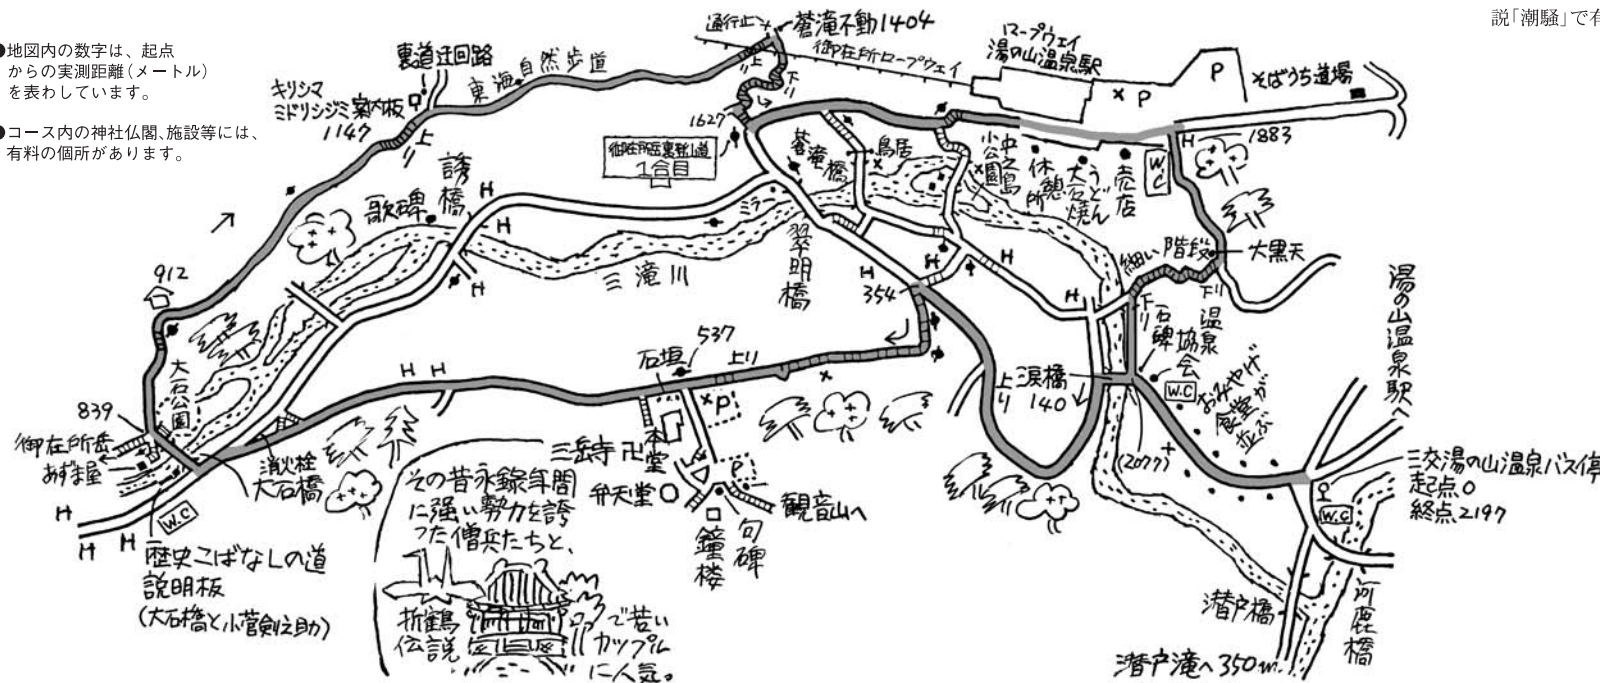 説「潮騒」で有
●地図内の数字は、起点
からの実測距離(メートル)
を表わしています。
●コース内の神社仏閣、施設等には、
有料の個所があります。
通行止
蒼滝不動1404
裏道迂回路
東海自然歩道
御在所ロープウェイ
ロープウェイ
湯の山温泉駅
P
P
そばうち道場
キリシマ
ミドリシジミ案内板
1147
上り
上り
下り
1627
御在所岳裏登山道
1合目
蒼滝橋
鳥居
中之島
小公園
休憩所
大石焼
うどん
売店
W.C
H
1883
誘橋
歌碑
H
H
H
ミラー
翠明橋
三滝川
H
H
H
H
354
細い階段
大黒天
下り
下り
912
大石公園
839
御在所岳
あずま屋
消火栓
大石橋
H
H
H
W.C
歴史こばなしの道
説明板
(大石橋と小菅剣之助)
H
H
石垣
537
上り
P
三岳寺卍
本堂
弁天堂
P
観音山へ
句碑
鐘楼
その昔永録年間
に強い勢力を誇
った僧兵たちと、
折鶴
伝説
で若い
カップル
に人気。
上り
涙橋
140
石碑
温泉
協会
W.C
おみやげ
食堂が
並ぶ
(2077)
湯の山温泉駅へ
三交湯の山温泉バス停
起点0
終点2197
W.C
潜戸橋
河鹿橋
潜戸滝へ350m